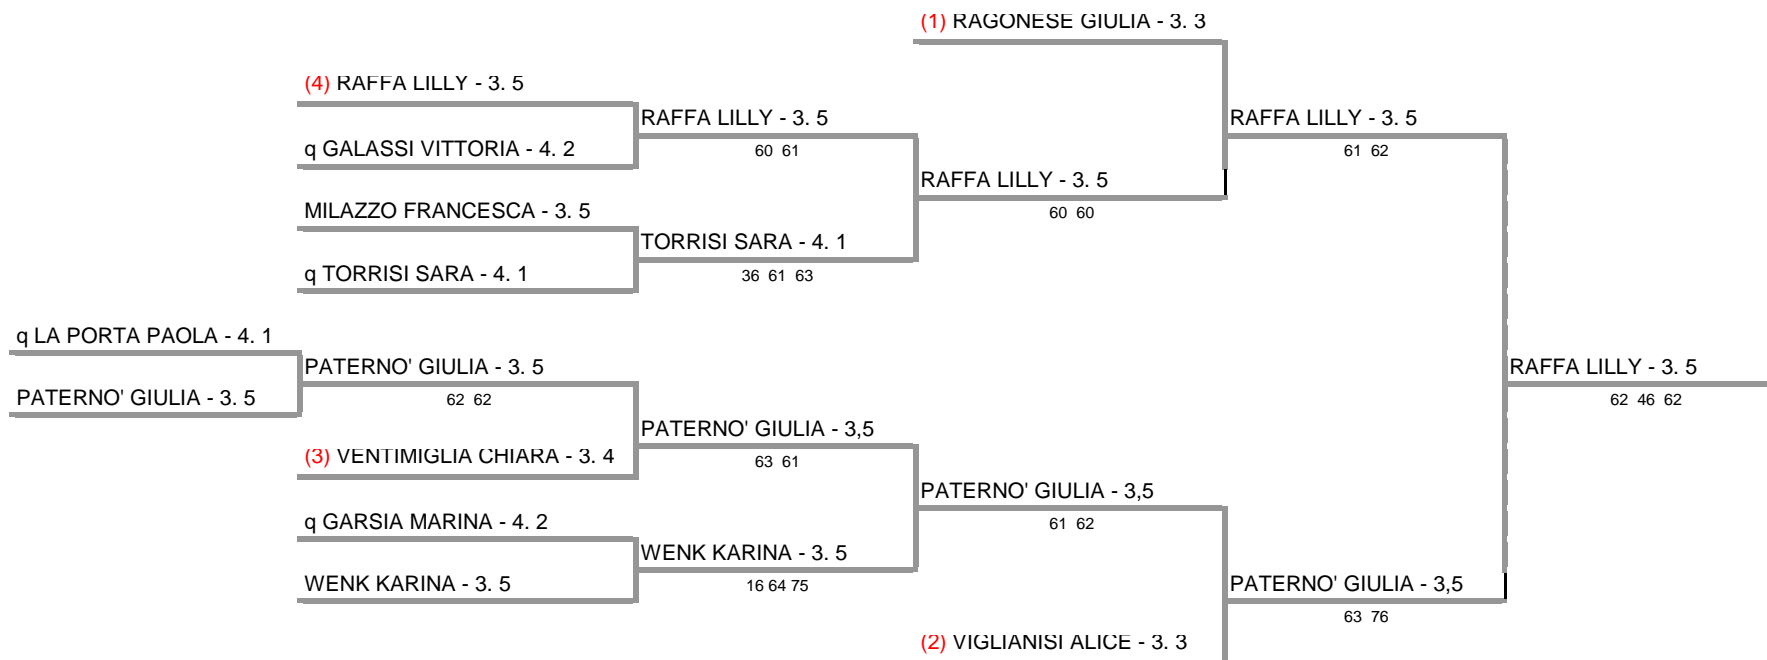 (1) RAGONESE GIULIA - 3. 3
(4) RAFFA LILLY - 3. 5
RAFFA LILLY - 3. 5
RAFFA LILLY - 3. 5
q GALASSI VITTORIA - 4. 2
60 61
61 62
RAFFA LILLY - 3. 5
MILAZZO FRANCESCA - 3. 5
60 60
TORRISI SARA - 4. 1
q TORRISI SARA - 4. 1
36 61 63
q LA PORTA PAOLA - 4. 1
PATERNO' GIULIA - 3. 5
RAFFA LILLY - 3. 5
PATERNO' GIULIA - 3. 5
62 62
62 46 62
PATERNO' GIULIA - 3,5
(3) VENTIMIGLIA CHIARA - 3. 4
63 61
PATERNO' GIULIA - 3,5
q GARSIA MARINA - 4. 2
61 62
WENK KARINA - 3. 5
WENK KARINA - 3. 5
16 64 75
PATERNO' GIULIA - 3,5
63 76
(2) VIGLIANISI ALICE - 3. 3